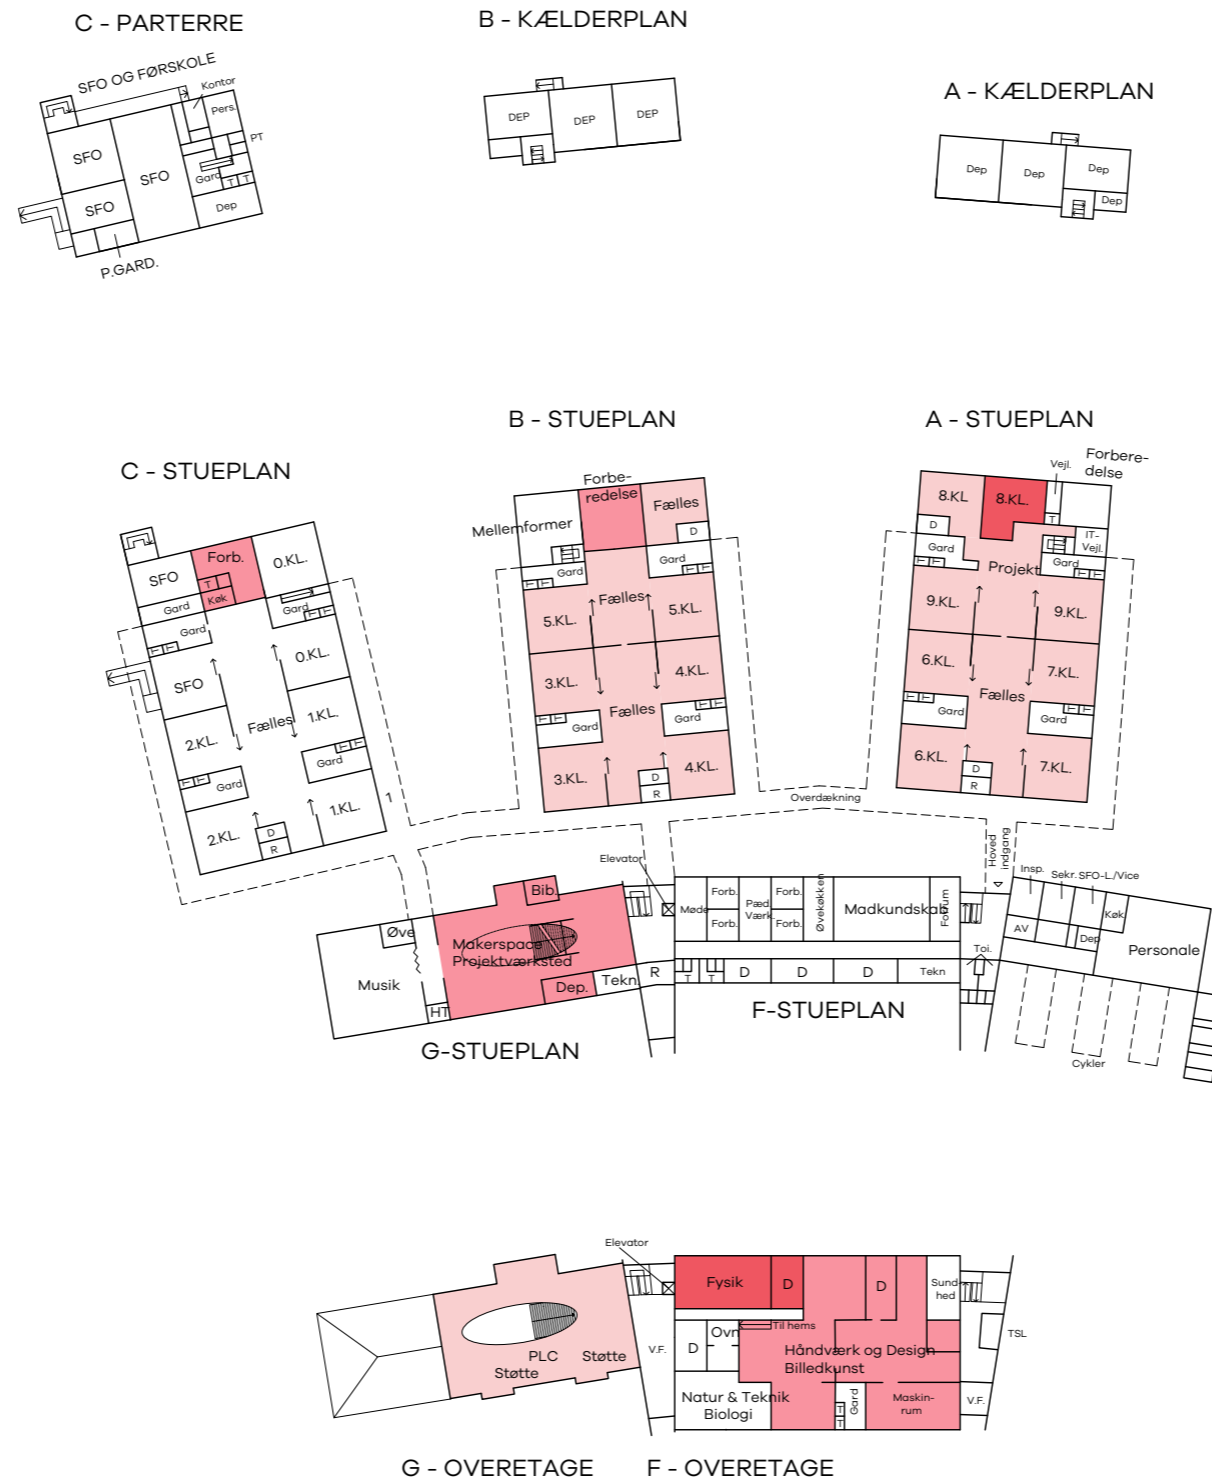 C - PARTERRE
B - KÆLDERPLAN
A - KÆLDERPLAN
SFO OG FØRSKOLE
Kontor
Pers.
PT
SFO
SFO
SFO
Gard
T
T
Dep
P.GARD.
DEP
DEP
DEP
Dep
Dep
Dep
Dep
C - STUEPLAN
B - STUEPLAN
A - STUEPLAN
SFO
Forb.
0.KL.
T
Køk
Gard
Gard
Gard
T
T
T
T
SFO
0.KL.
Fælles
1.KL.
2.KL.
T
T
T
T
Gard
Gard
2.KL.
D
R
1.KL.
1
Forbe-
redelse
Mellemformer
Fælles
D
Gard
Gard
T
T
T
T
5.KL.
Fælles
5.KL.
3.KL.
4.KL.
Fælles
T
T
T
T
Gard
Gard
3.KL.
D
R
4.KL.
Vejl.
Forbere-
delse
8.KL
8.KL.
D
T
IT-
Vejl.
Gard
Gard
T
T
T
T
Projekt
9.KL.
9.KL.
6.KL.
7.KL.
Fælles
T
T
T
T
Gard
Gard
6.KL.
D
R
7.KL.
Overdækning
Hoved
indgang
Elevator
Bib.
Øve
Makerspace
Projektværksted
Musik
HT
Dep.
Tekn.
R
G-STUEPLAN
Møde
Forb.
Forb.
Pæd.
Værk.
Forb.
Forb.
Øvekøkken
Madkundskab
Forrum
T
T
D
D
D
Tekn
Toi.
F-STUEPLAN
Insp.
Sekr.
SFO-L./Vice
Køk.
AV
Dep
Personale
Cykler
Elevator
PLC
Støtte
Støtte
V.F.
Fysik
D
D
Sund-
hed
Til hems
Ovn
D
Håndværk og Design
Billedkunst
Natur & Teknik
Biologi
T
T
Gard
Maskin-
rum
TSL
V.F.
G - OVERETAGE
F - OVERETAGE